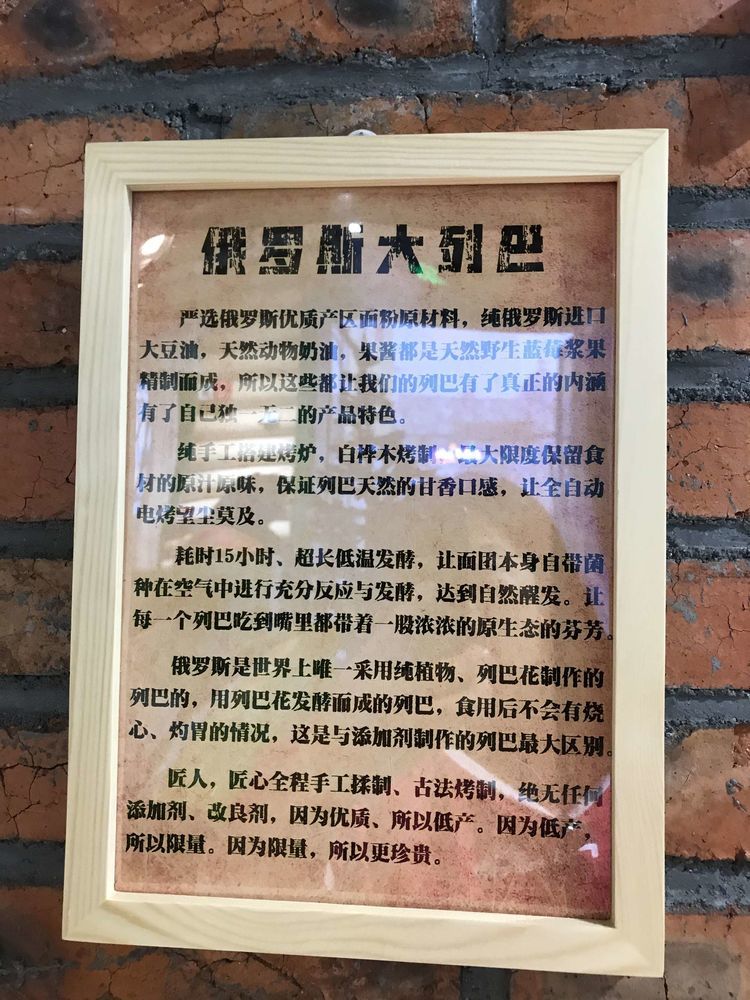 俄罗斯大列巴
严选俄罗斯优质产区面粉原材料，纯俄罗斯进口
大豆油，天然动物奶油，果酱都是天然野生蓝莓浆果
精制而成，所以这些都让我们的列巴有了真正的内涵
有了自己独一无二的产品特色。
纯手工搭建烤炉，白桦木烤制，最大限度保留食
材的原汁原味，保证列巴天然的甘香口感，让全自动
电烤望尘莫及。
耗时15小时、超长低温发酵，让面团本身自带菌
种在空气中进行充分反应与发酵，达到自然醒发。让
每一个列巴吃到嘴里都带着一股浓浓的原生态的芬芳。
俄罗斯是世界上唯一采用纯植物、列巴花制作的
列巴的，用列巴花发酵而成的列巴，食用后不会有烧
心、灼胃的情况，这是与添加剂制作的列巴最大区别。
匠人，匠心全程手工揉制、古法烤制，绝无任何
添加剂、改良剂，因为优质、所以低产。因为低产，
所以限量。因为限量，所以更珍贵。